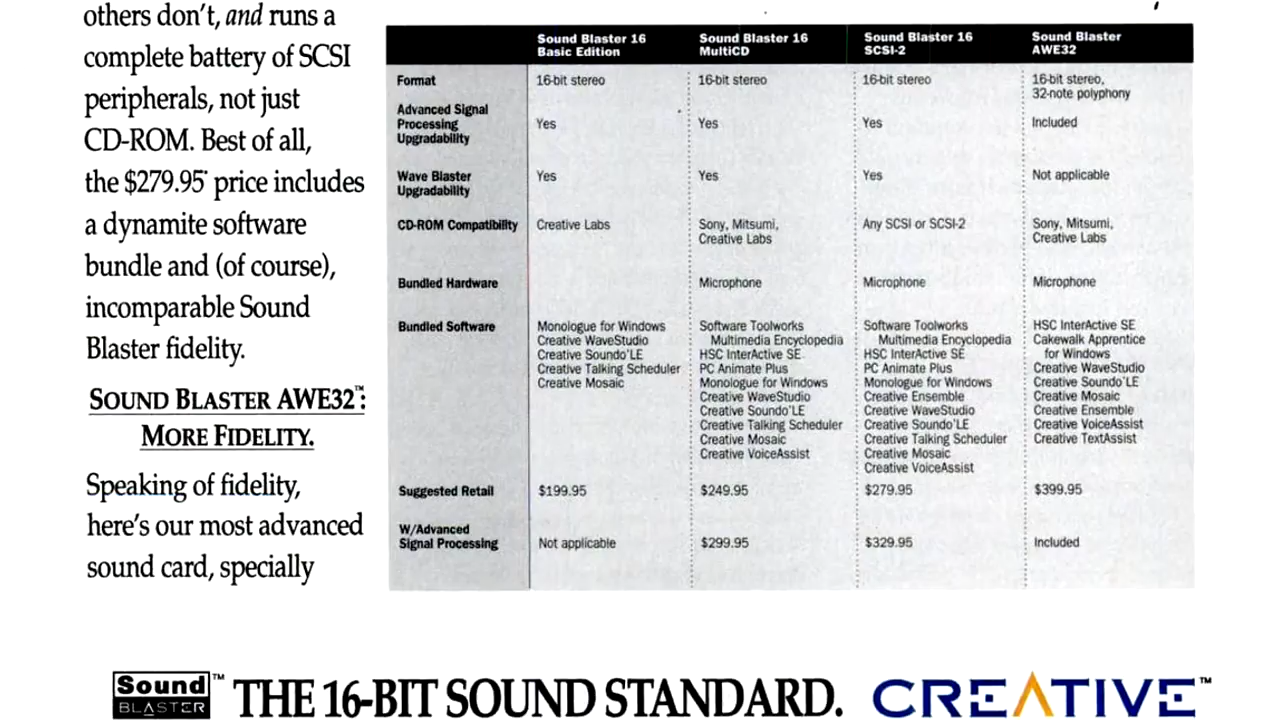 others don't, and runs a
complete battery of SCSI
peripherals, not just
CD-ROM. Best of all,
the $279.95* price includes
a dynamite software
bundle and (of course),
incomparable Sound
Blaster fidelity.
SOUND BLASTER AWE32™:
MORE FIDELITY.
Speaking of fidelity,
here's our most advanced
sound card, specially
Sound Blaster 16 Basic Edition
Sound Blaster 16 MultiCD
Sound Blaster 16 SCSI-2
Sound Blaster AWE32
Format
16-bit stereo
16-bit stereo
16-bit stereo
16-bit stereo,
32-note polyphony
Advanced Signal
Processing
Upgradability
Yes
Yes
Yes
Included
Wave Blaster
Upgradability
Yes
Yes
Yes
Not applicable
CD-ROM Compatibility
Creative Labs
Sony, Mitsumi,
Creative Labs
Any SCSI or SCSI-2
Sony, Mitsumi,
Creative Labs
Bundled Hardware
Microphone
Microphone
Microphone
Bundled Software
Monologue for Windows
Creative WaveStudio
Creative Soundo'LE
Creative Talking Scheduler
Creative Mosaic
Software Toolworks
Multimedia Encyclopedia
HSC InterActive SE
PC Animate Plus
Monologue for Windows
Creative WaveStudio
Creative Soundo'LE
Creative Talking Scheduler
Creative Mosaic
Creative VoiceAssist
Software Toolworks
Multimedia Encyclopedia
HSC InterActive SE
PC Animate Plus
Monologue for Windows
Creative Ensemble
Creative WaveStudio
Creative Soundo'LE
Creative Talking Scheduler
Creative Mosaic
Creative VoiceAssist
HSC InterActive SE
Cakewalk Apprentice
for Windows
Creative WaveStudio
Creative Soundo'LE
Creative Mosaic
Creative Ensemble
Creative VoiceAssist
Creative TextAssist
Suggested Retail
$199.95
$249.95
$279.95
$399.95
W/Advanced
Signal Processing
Not applicable
$299.95
$329.95
Included
Sound
BLASTER™
THE 16-BIT SOUND STANDARD.
CREATIVE™